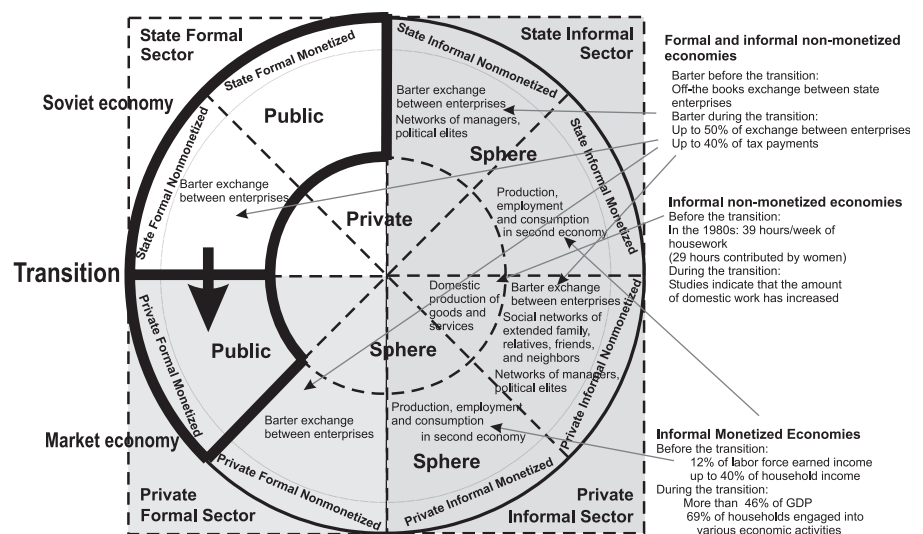 State Formal
Sector
State Informal
Sector
State Formal Monetized
State Informal Nonmonetized
Soviet economy
Public
Barter exchange
between enterprises
Networks of managers,
political elites
Sphere
State Formal Nonmonetized
State Informal Monetized
Barter exchange
between enterprises
Private
Production,
employment
and consumption
in second economy
Transition
Domestic
production of
goods and
services
Barter exchange
between enterprises
Social networks of
extended family,
relatives, friends,
and neighbors
Networks of managers,
political elites
Public
Sphere
Private Formal Monetized
Private Informal Nonmonetized
Market economy
Barter exchange
between enterprises
Production, employment
and consumption
in second economy
Sphere
Private Formal Nonmonetized
Private Informal Monetized
Private
Formal Sector
Private
Informal Sector
Formal and informal non-monetized
economies
Barter before the transition:
Off-the books exchange between state
enterprises
Barter during the transition:
Up to 50% of exchange between enterprises
Up to 40% of tax payments
Informal non-monetized economies
Before the transition:
In the 1980s: 39 hours/week of
housework
(29 hours contributed by women)
During the transition:
Studies indicate that the amount
of domestic work has increased
Informal Monetized Economies
Before the transition:
12% of labor force earned income
up to 40% of household income
During the transition:
More than 46% of GDP
69% of households engaged into
various economic activities